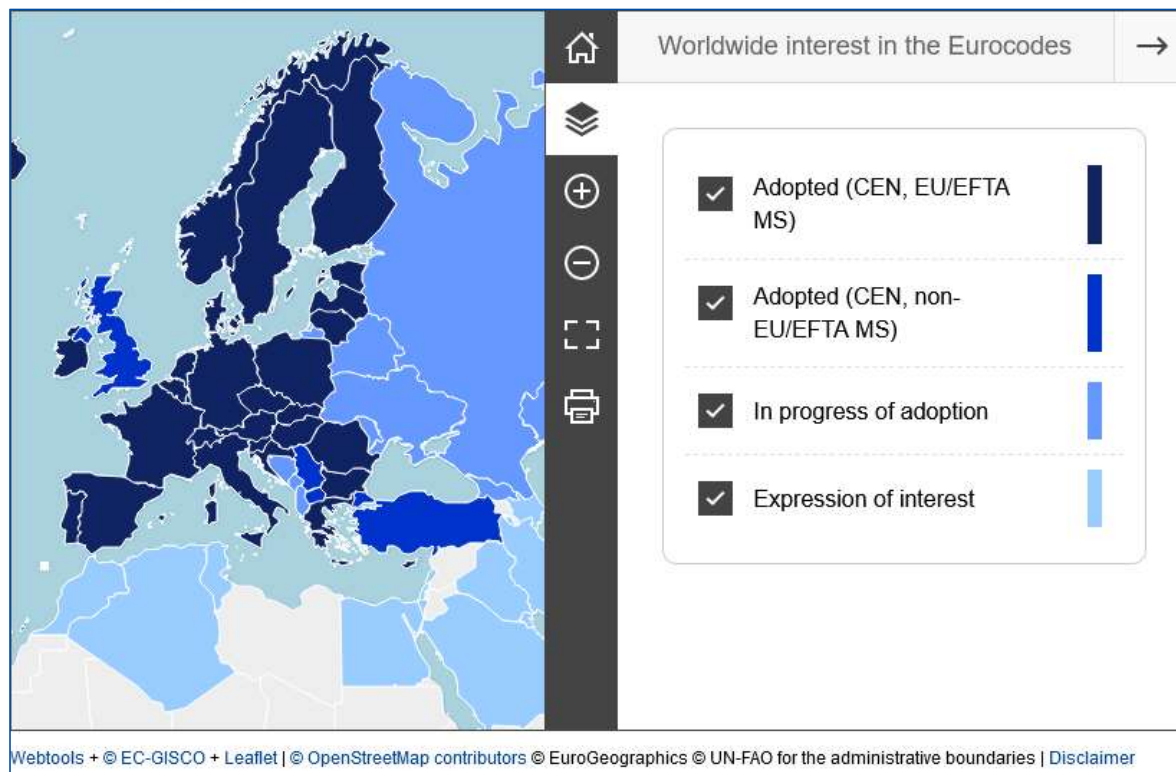 Worldwide interest in the Eurocodes
Adopted (CEN, EU/EFTA
MS)
Adopted (CEN, non-
EU/EFTA MS)
In progress of adoption
Expression of interest
Webtools + © EC-GISCO + Leaflet | © OpenStreetMap contributors © EuroGeographics © UN-FAO for the administrative boundaries | Disclaimer